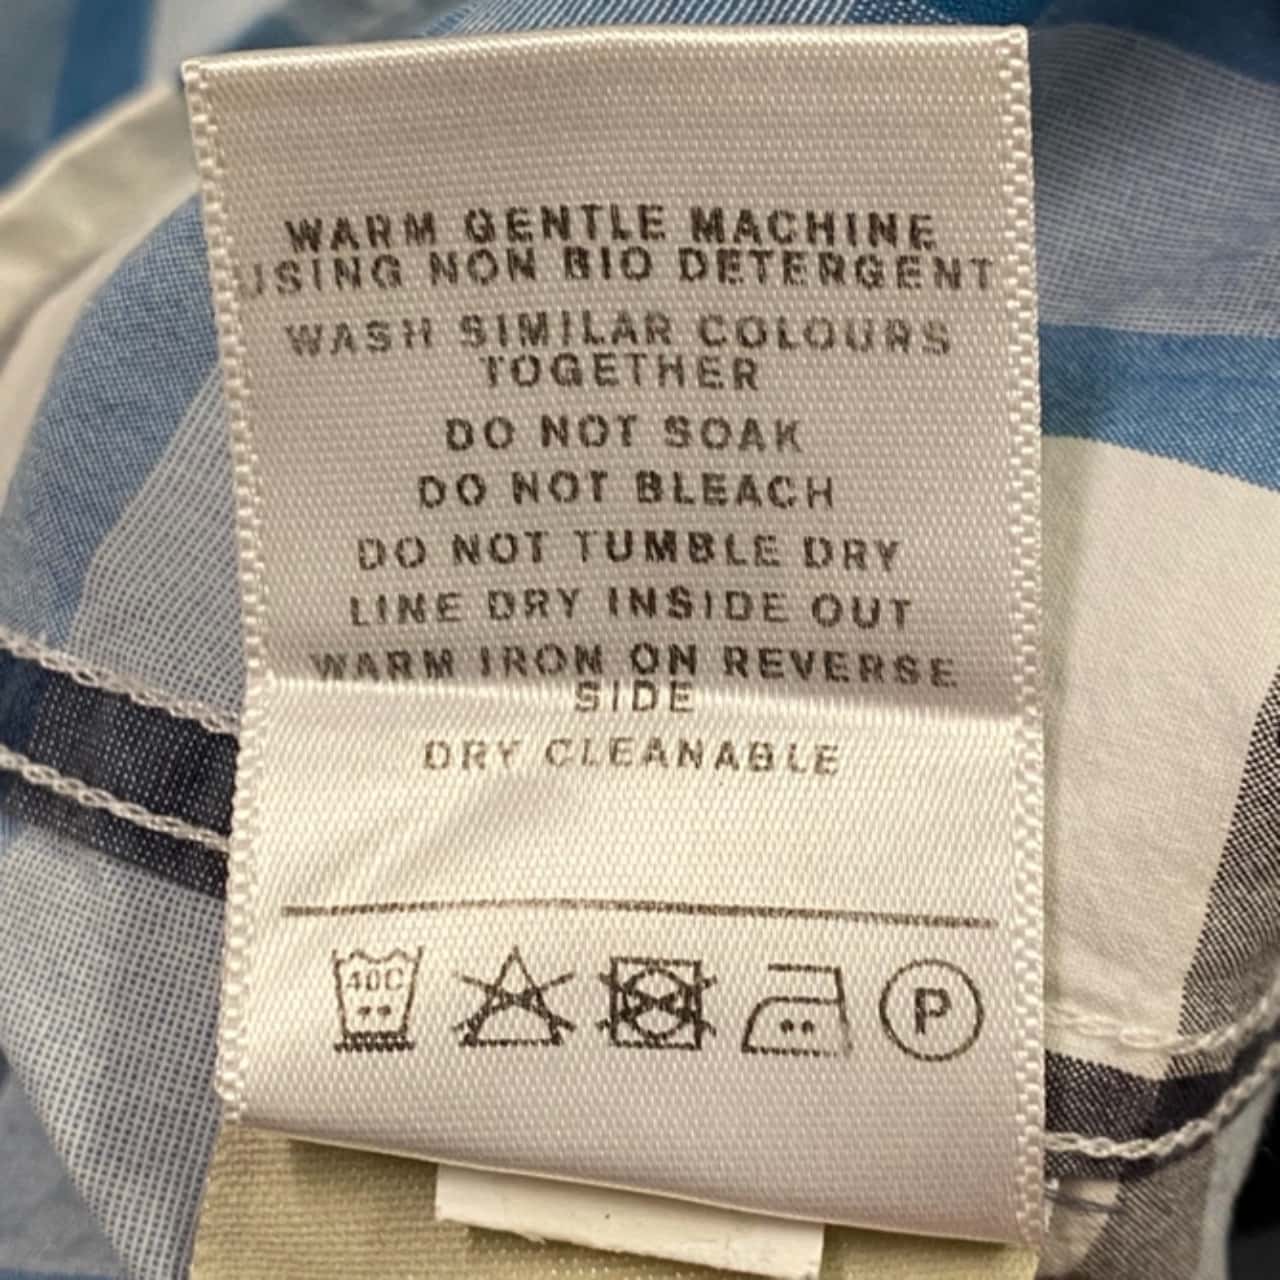 WARM GENTLE MACHINE
USING NON BIO DETERGENT
WASH SIMILAR COLOURS
TOGETHER
DO NOT SOAK
DO NOT BLEACH
DO NOT TUMBLE DRY
LINE DRY INSIDE OUT
WARM IRON ON REVERSE
SIDE
DRY CLEANABLE
40C P